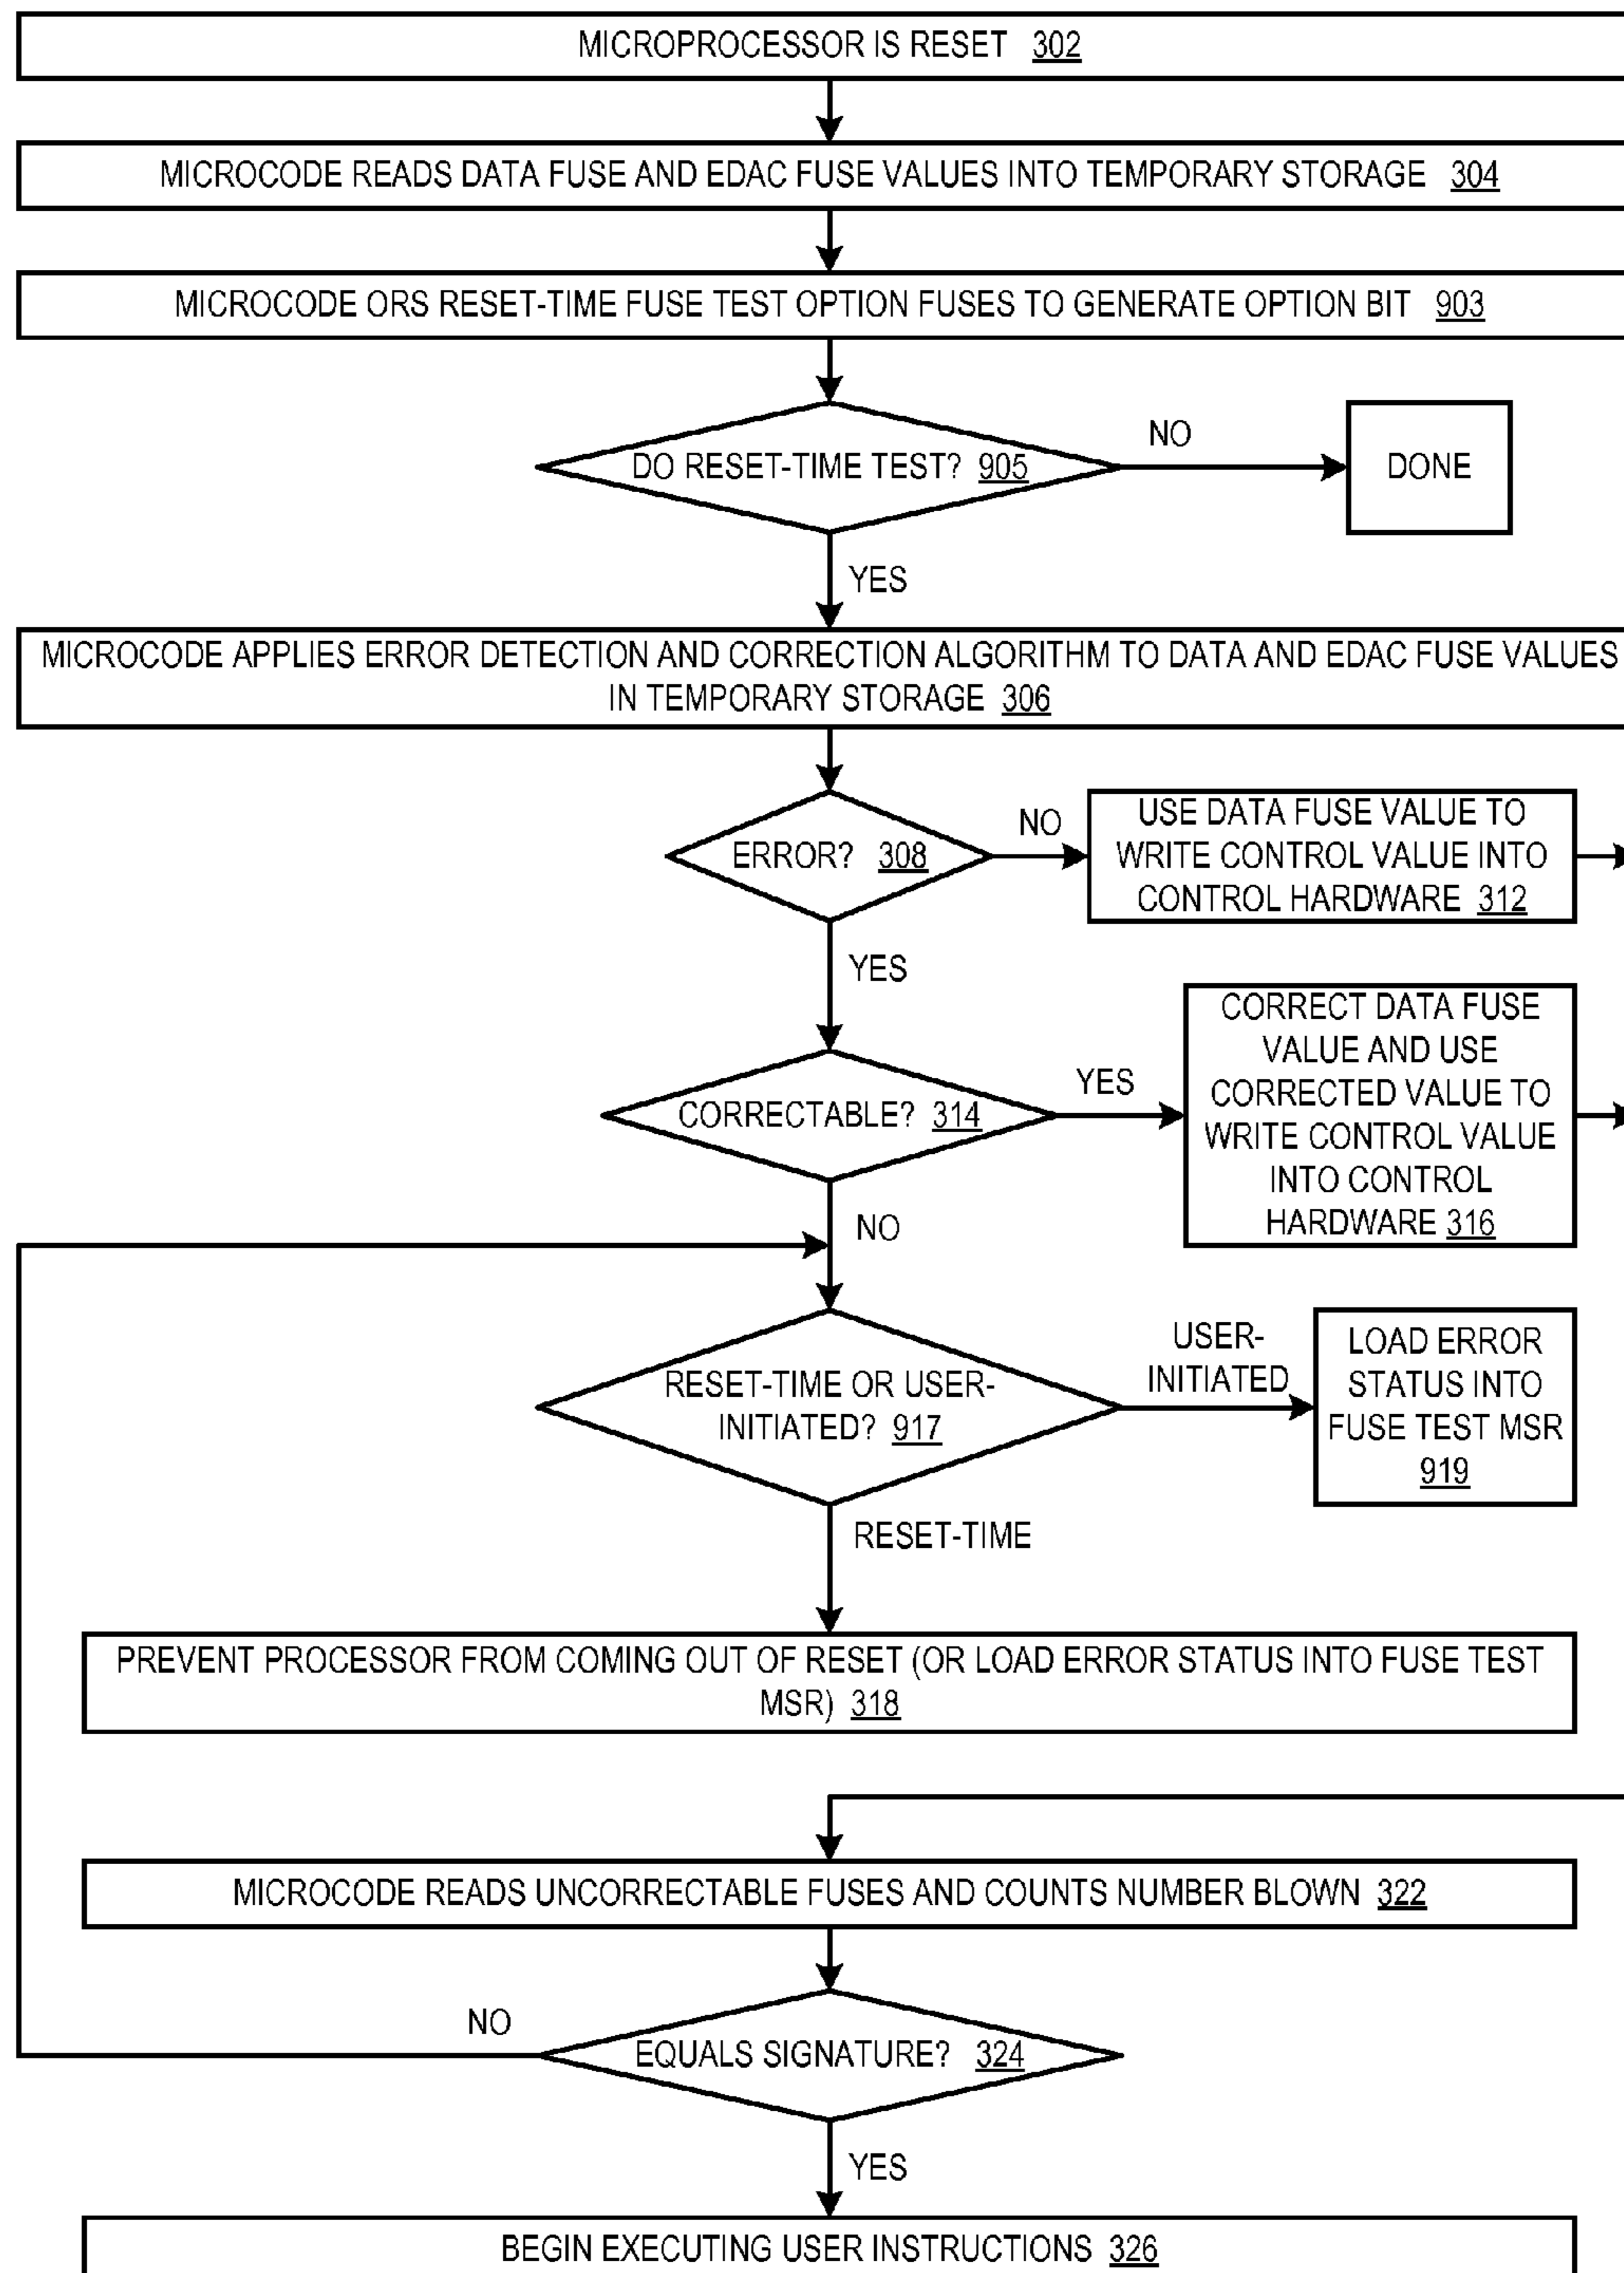 MICROPROCESSOR IS RESET 302
MICROCODE READS DATA FUSE AND EDAC FUSE VALUES INTO TEMPORARY STORAGE 304
MICROCODE ORS RESET-TIME FUSE TEST OPTION FUSES TO GENERATE OPTION BIT 903
DO RESET-TIME TEST? 905
NO
DONE
YES
MICROCODE APPLIES ERROR DETECTION AND CORRECTION ALGORITHM TO DATA AND EDAC FUSE VALUES
IN TEMPORARY STORAGE 306
ERROR? 308
NO
USE DATA FUSE VALUE TO
WRITE CONTROL VALUE INTO
CONTROL HARDWARE 312
YES
CORRECTABLE? 314
YES
CORRECT DATA FUSE
VALUE AND USE
CORRECTED VALUE TO
WRITE CONTROL VALUE
INTO CONTROL
HARDWARE 316
NO
RESET-TIME OR USER-
INITIATED? 917
USER-
INITIATED
LOAD ERROR
STATUS INTO
FUSE TEST MSR
919
RESET-TIME
PREVENT PROCESSOR FROM COMING OUT OF RESET (OR LOAD ERROR STATUS INTO FUSE TEST
MSR) 318
MICROCODE READS UNCORRECTABLE FUSES AND COUNTS NUMBER BLOWN 322
NO
EQUALS SIGNATURE? 324
YES
BEGIN EXECUTING USER INSTRUCTIONS 326